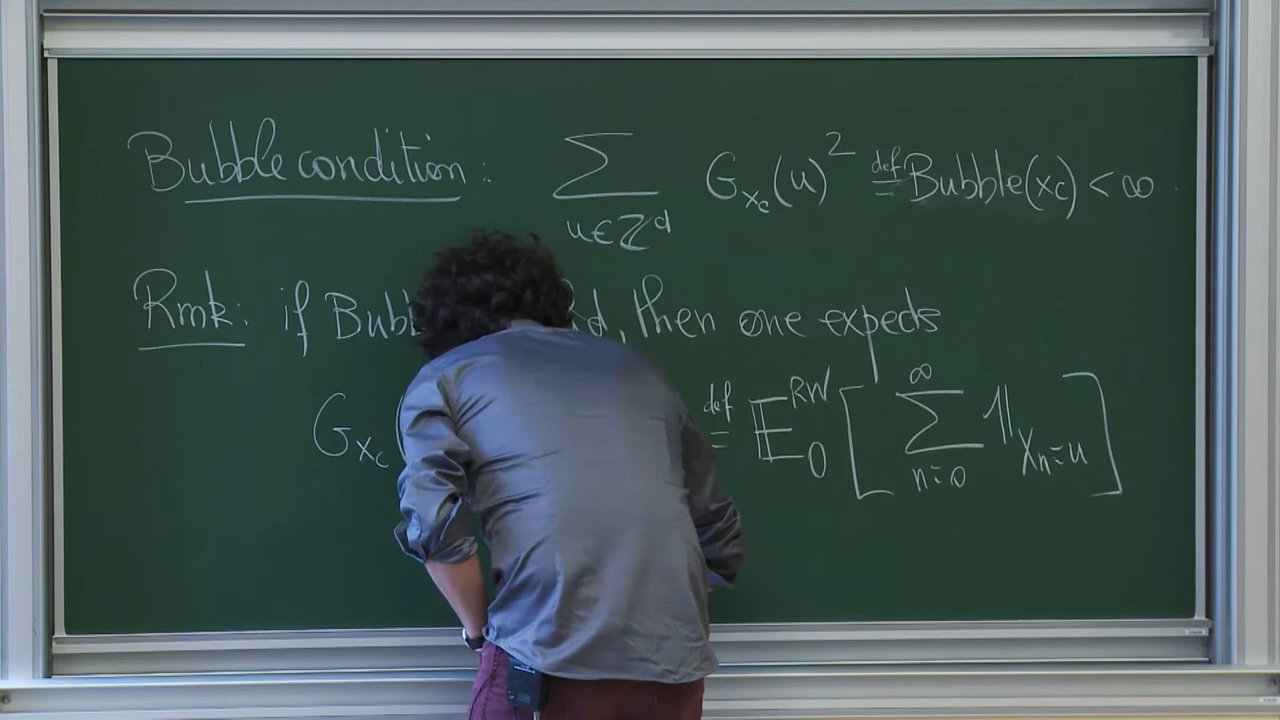 Bubble condition: ∑_{u∈ℤ^d} G_{x_c}(u)² ≝ Bubble(x_c) < ∞.
Rmk: if , then one expects
G_{x_c}( ≝ 𝔼_0^{RW} [ ∑_{n=0}^{∞} 𝟙_{X_n=u} ]